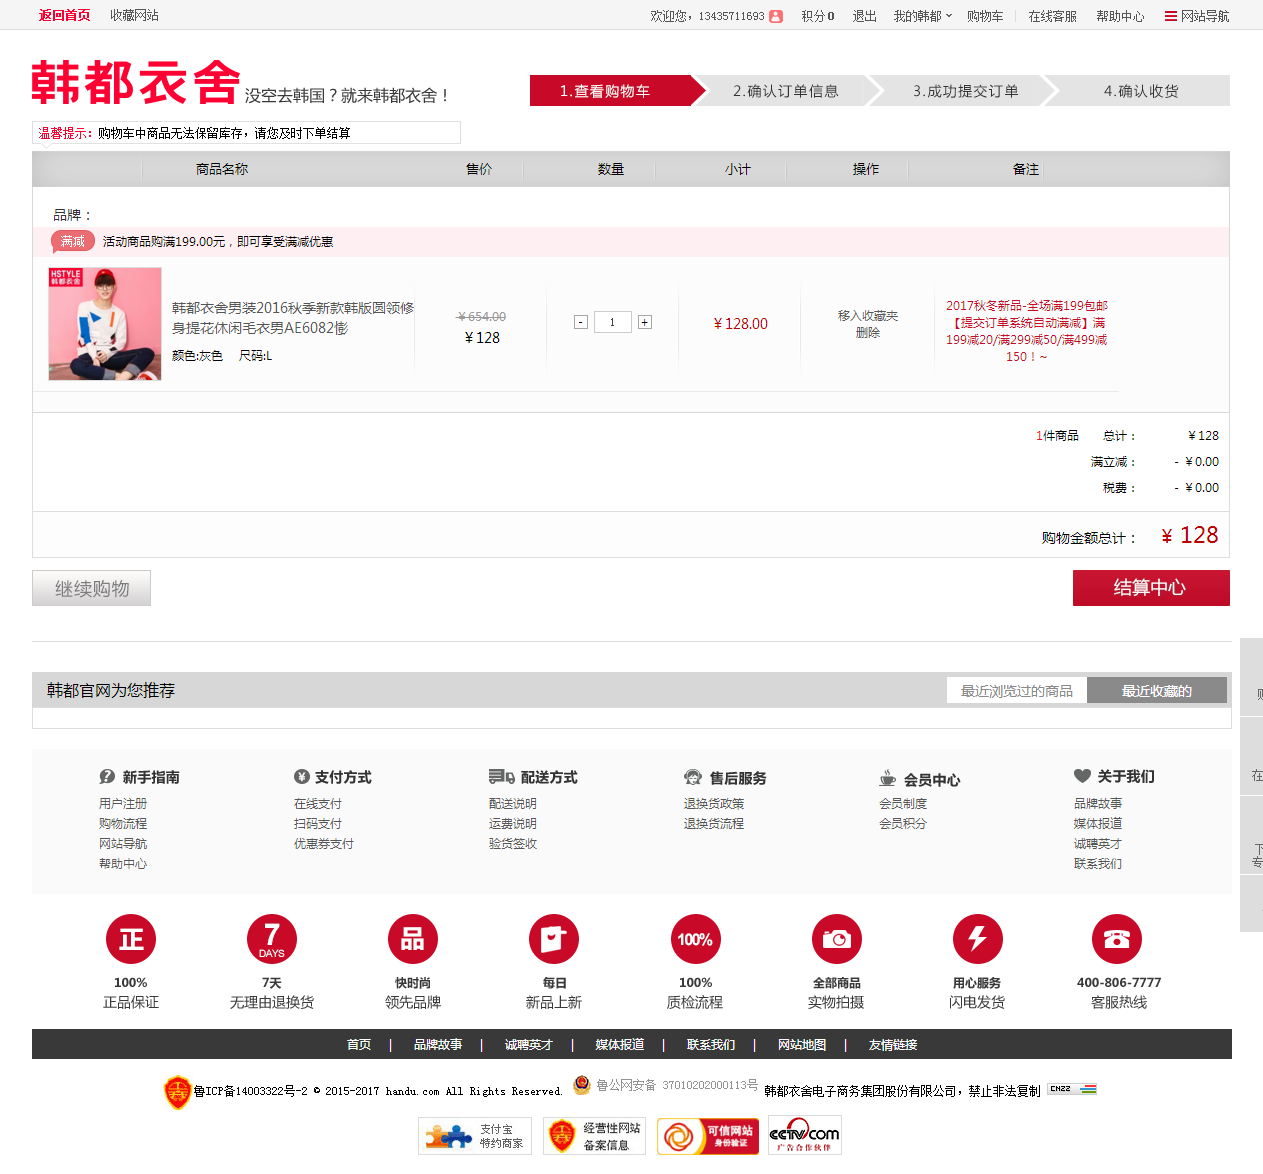 返回首页 收藏网站 欢迎您，13435711693 积分0 退出 我的韩都 购物车 在线客服 帮助中心 网站导航
韩都衣舍 没空去韩国？就来韩都衣舍！
1.查看购物车 2.确认订单信息 3.成功提交订单 4.确认收货
温馨提示：购物车中商品无法保留库存，请您及时下单结算
商品名称 售价 数量 小计 操作 备注
品牌：
满减 活动商品购满199.00元，即可享受满减优惠
HSTYLE
韩都衣舍
韩都衣舍男装2016秋季新款韩版圆领修
身提花休闲毛衣男AE6082憉
颜色:灰色 尺码:L
￥654.00
￥128
- 1 +
￥128.00
移入收藏夹
删除
2017秋冬新品-全场满199包邮
【提交订单系统自动满减】满
199减20/满299减50/满499减
150！~
1件商品 总计： ￥128
满立减： - ￥0.00
税费： - ￥0.00
购物金额总计： ￥ 128
继续购物 结算中心
韩都官网为您推荐 最近浏览过的商品 最近收藏的
新手指南 支付方式 配送方式 售后服务 会员中心 关于我们
用户注册 在线支付 配送说明 退换货政策 会员制度 品牌故事
购物流程 扫码支付 运费说明 退换货流程 会员积分 媒体报道
网站导航 优惠券支付 验货签收 诚聘英才
帮助中心 联系我们
正 7 DAYS 品 100%
100% 7天 快时尚 每日 100% 全部商品 用心服务 400-806-7777
正品保证 无理由退换货 领先品牌 新品上新 质检流程 实物拍摄 闪电发货 客服热线
首页 | 品牌故事 | 诚聘英才 | 媒体报道 | 联系我们 | 网站地图 | 友情链接
鲁ICP备14003322号-2 © 2015-2017 handu.com All Rights Reserved. 鲁公网安备 37010202000113号 韩都衣舍电子商务集团股份有限公司，禁止非法复制 CNZZ
支付宝
特约商家
经营性网站
备案信息
可信网站
身份验证
CCTV.com
广告合作伙伴